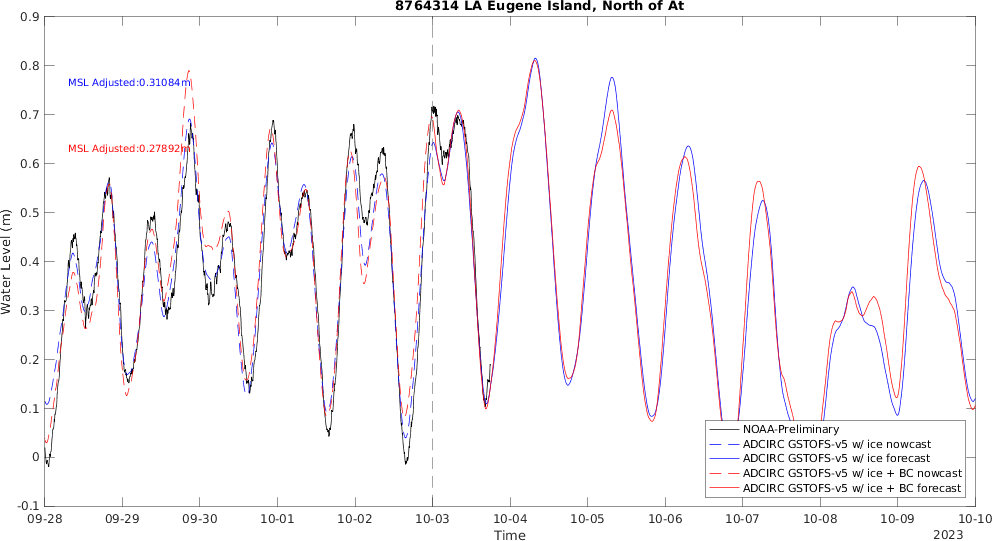 8764314 LA Eugene Island, North of At
0.9
0.8
0.7
0.6
0.5
0.4
0.3
0.2
0.1
0
-0.1
Water Level (m)
MSL Adjusted:0.31084m
MSL Adjusted:0.27892m
NOAA-Preliminary
ADCIRC GSTOFS-v5 w/ ice nowcast
ADCIRC GSTOFS-v5 w/ ice forecast
ADCIRC GSTOFS-v5 w/ ice + BC nowcast
ADCIRC GSTOFS-v5 w/ ice + BC forecast
09-28 09-29 09-30 10-01 10-02 10-03 10-04 10-05 10-06 10-07 10-08 10-09 10-10
Time
2023